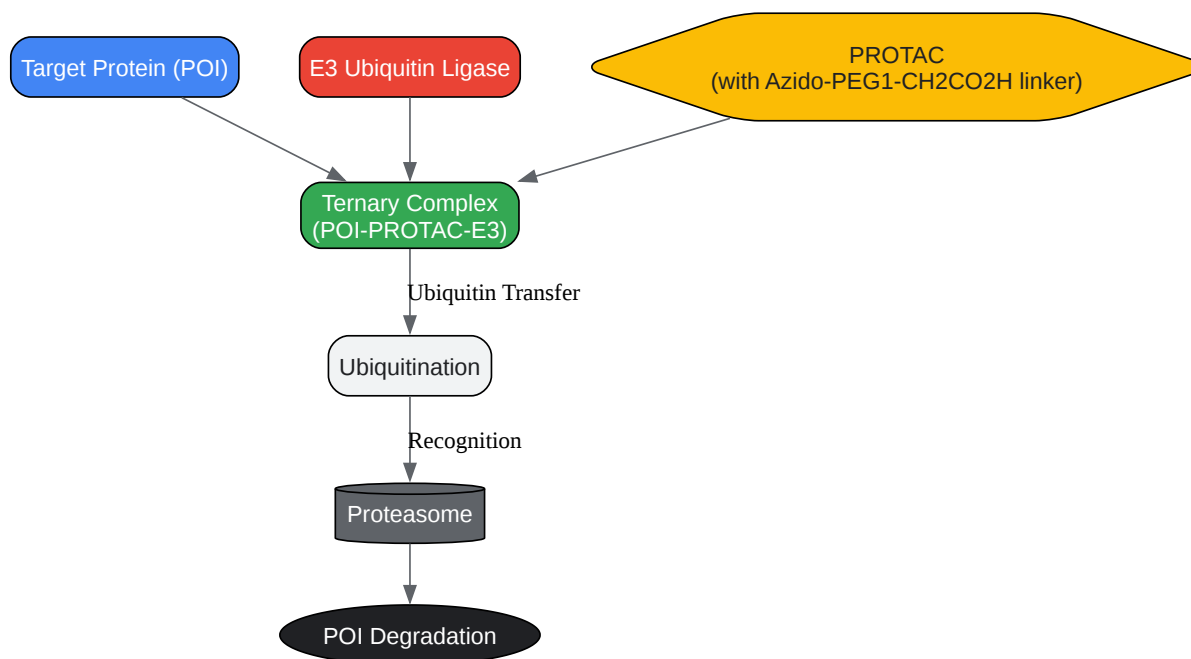 Target Protein (POI)
E3 Ubiquitin Ligase
PROTAC
(with Azido-PEG1-CH2CO2H linker)
Ternary Complex
(POI-PROTAC-E3)
Ubiquitin Transfer
Ubiquitination
Recognition
Proteasome
POI Degradation